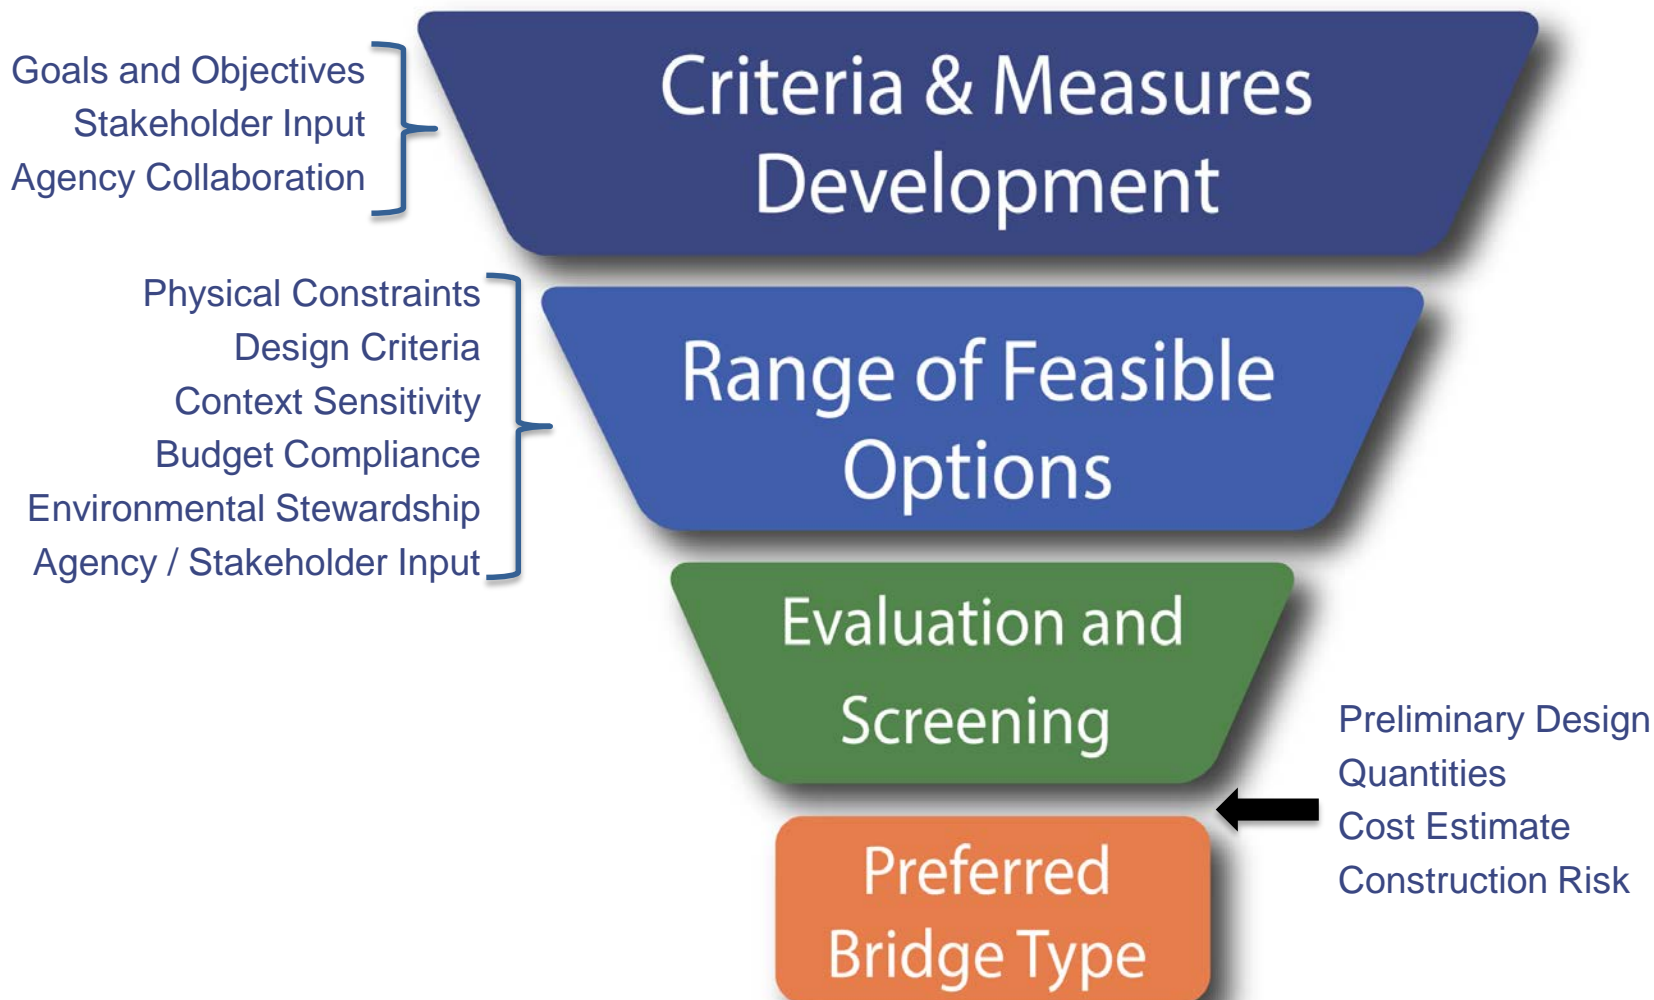 Goals and Objectives
Stakeholder Input
Agency Collaboration
Criteria & Measures
Development
Physical Constraints
Design Criteria
Context Sensitivity
Budget Compliance
Environmental Stewardship
Agency / Stakeholder Input
Range of Feasible
Options
Evaluation and
Screening
Preliminary Design
Quantities
Cost Estimate
Construction Risk
Preferred
Bridge Type